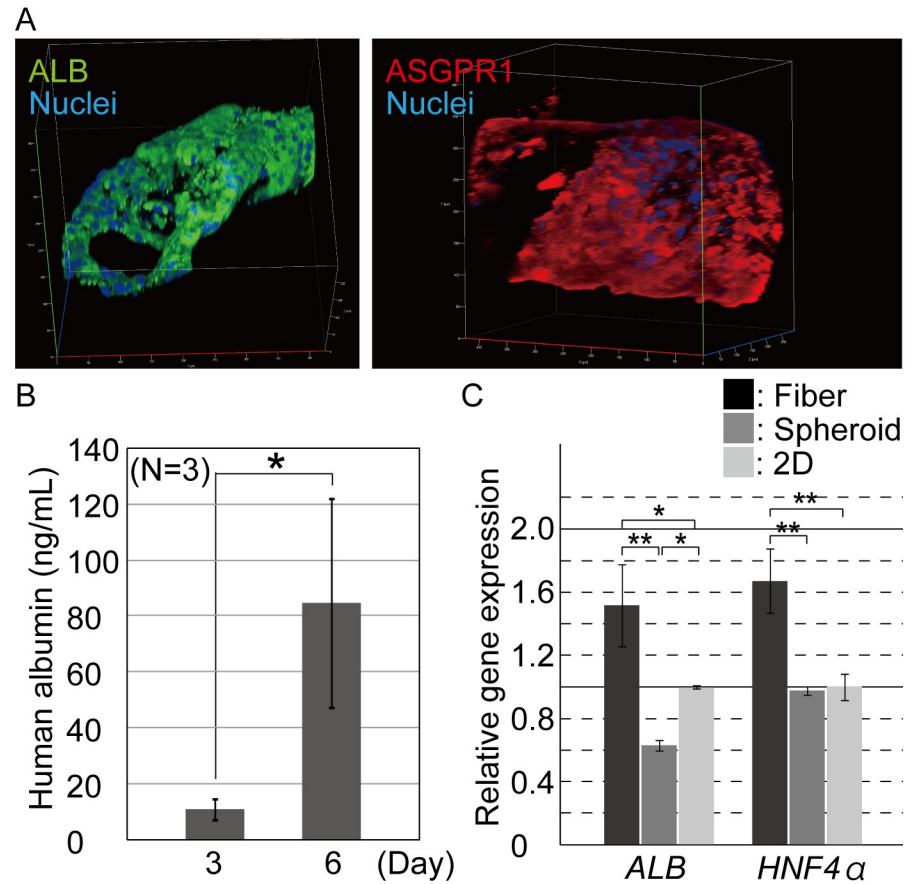 A
ALB
Nuclei
ASGPR1
Nuclei
B
Human albumin (ng/mL)
140
120
100
80
60
40
20
0
(N=3)
*
3
6
(Day)
C
: Fiber
: Spheroid
: 2D
Relative gene expression
2.0
1.6
1.2
0.8
0.4
0
*
**
*
**
**
ALB
HNF4α